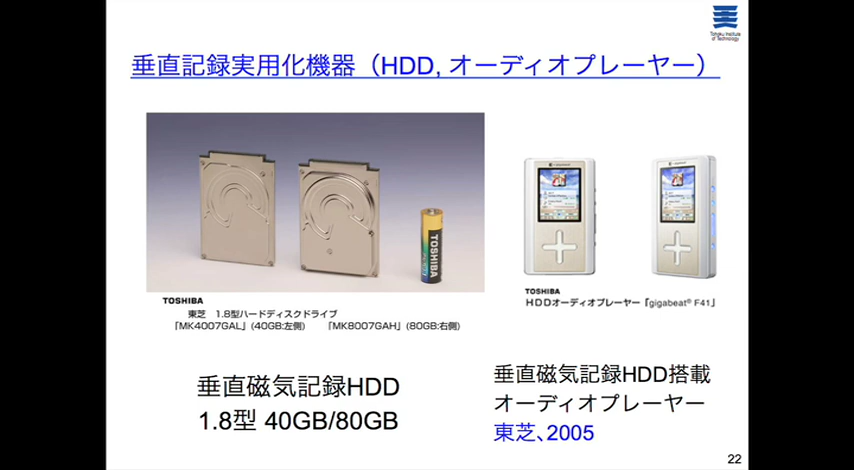 Tohoku Institute
of Technology
垂直記録実用化機器（HDD, オーディオプレーヤー）
TOSHIBA
TOSHIBA
東芝　1.8型ハードディスクドライブ
「MK4007GAL」(40GB:左側)　「MK8007GAH」(80GB:右側)
TOSHIBA
HDDオーディオプレーヤー「gigabeat® F41」
垂直磁気記録HDD
1.8型 40GB/80GB
垂直磁気記録HDD搭載
オーディオプレーヤー
東芝、2005
22